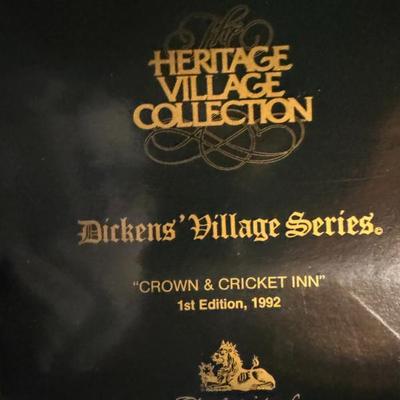 The
HERITAGE
VILLAGE
COLLECTION
Dickens' Village Series©
"CROWN & CRICKET INN"
1st Edition, 1992